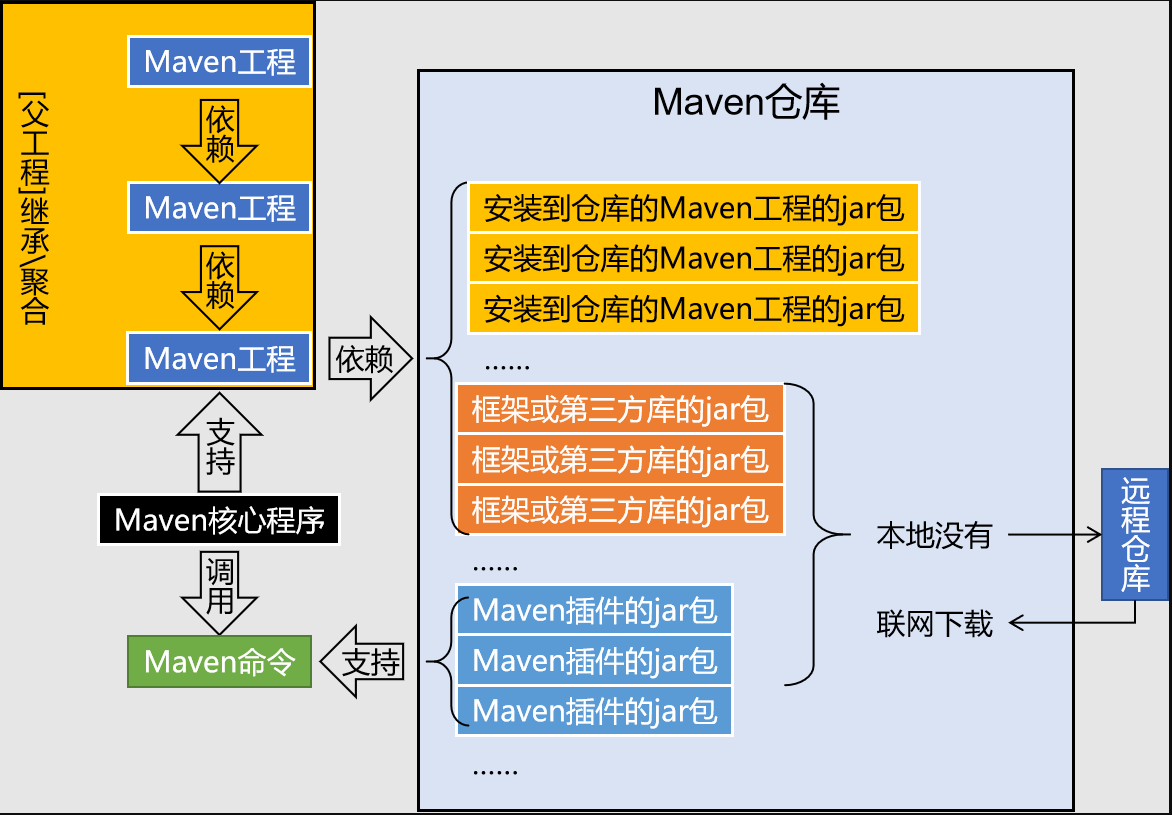 [父工程]继承/聚合
Maven工程
依赖
Maven工程
依赖
Maven工程
支持
Maven核心程序
调用
Maven命令
依赖
支持
Maven仓库
安装到仓库的Maven工程的jar包
安装到仓库的Maven工程的jar包
安装到仓库的Maven工程的jar包
……
框架或第三方库的jar包
框架或第三方库的jar包
框架或第三方库的jar包
……
Maven插件的jar包
Maven插件的jar包
Maven插件的jar包
……
本地没有
联网下载
远程仓库